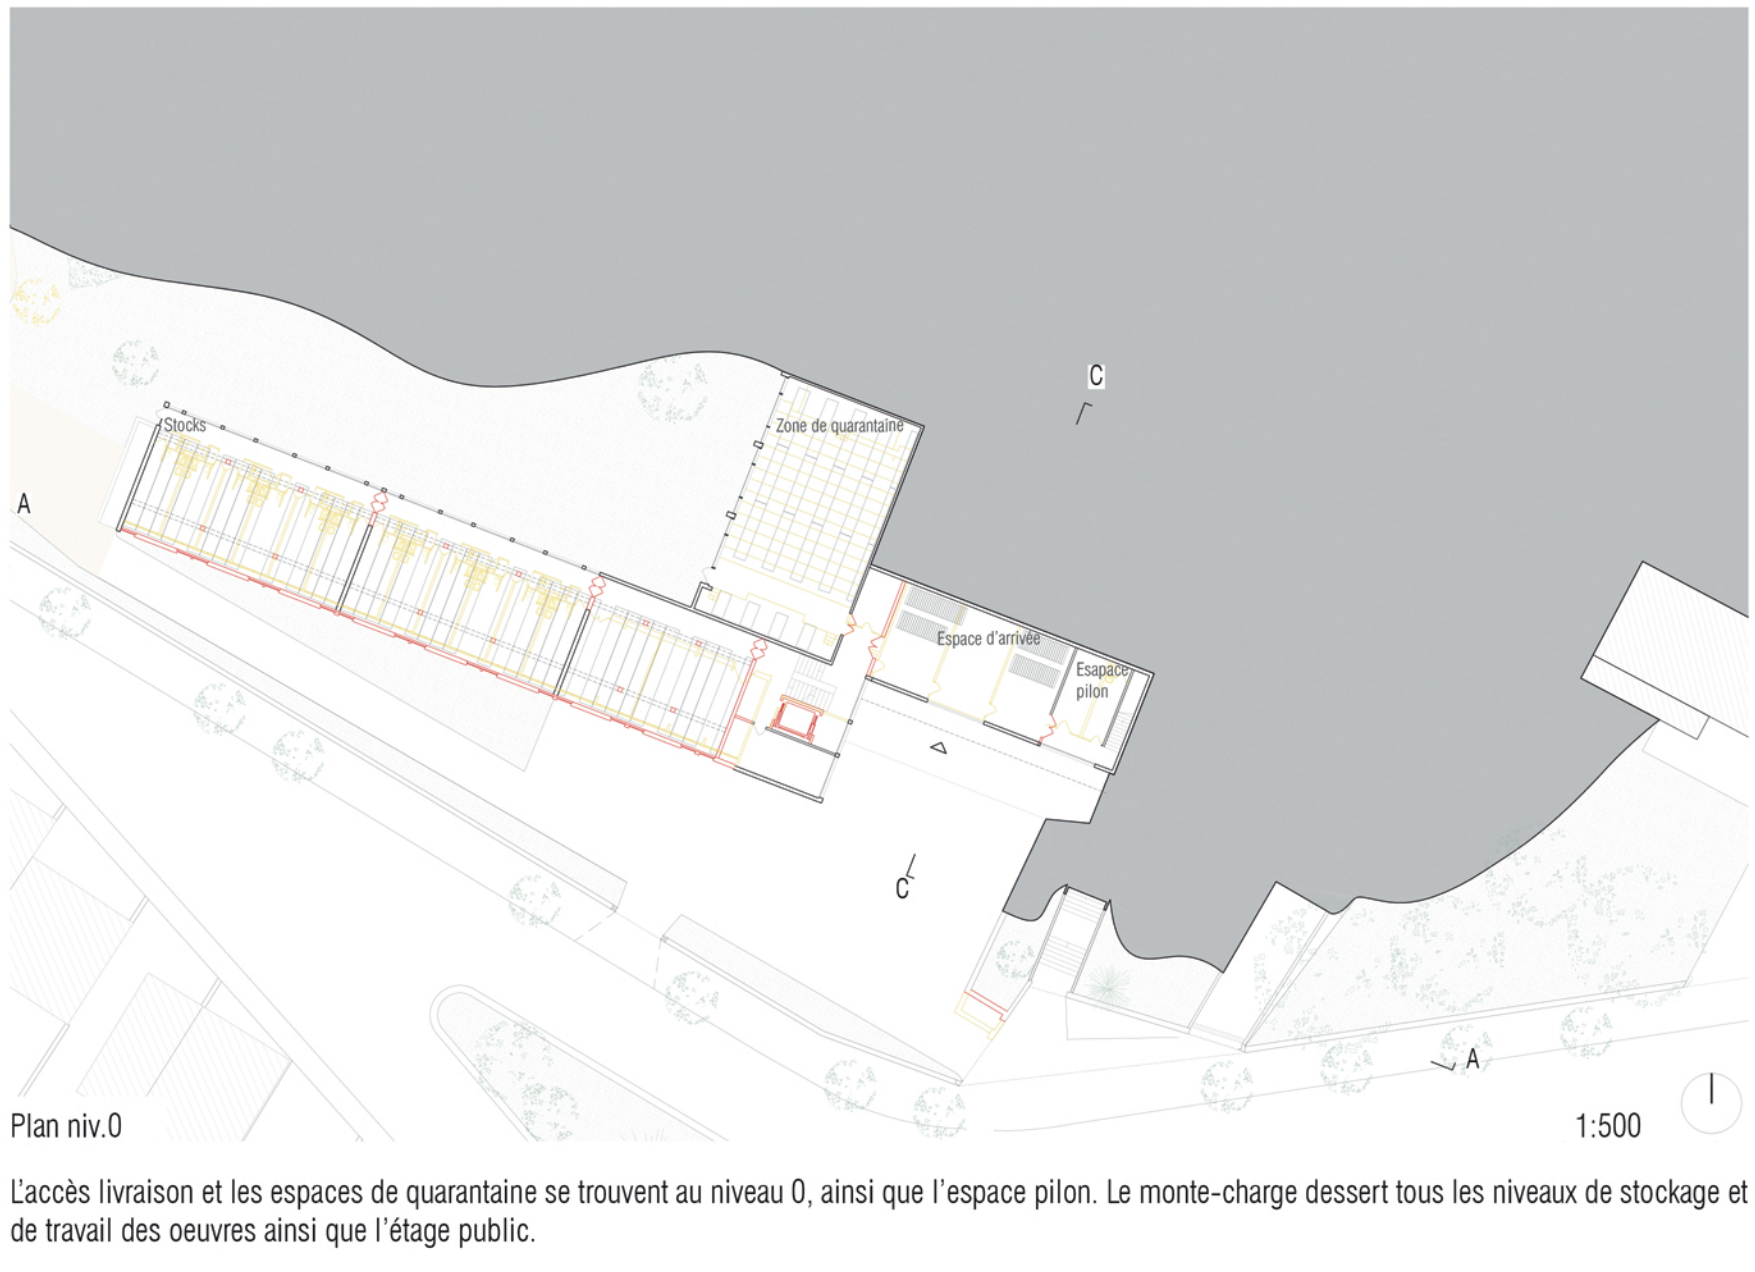 C
Stocks
Zone de quarantaine
A
Espace d'arrivée
Esapace
pilon
C
A
Plan niv.0
1:500
L'accès livraison et les espaces de quarantaine se trouvent au niveau 0, ainsi que l'espace pilon. Le monte-charge dessert tous les niveaux de stockage et
de travail des oeuvres ainsi que l'étage public.